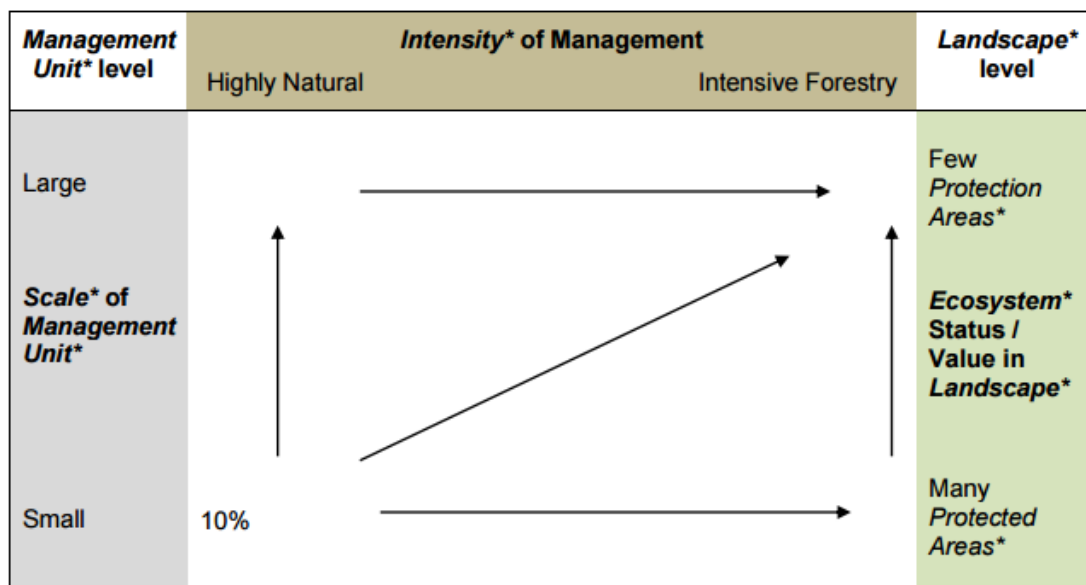 Management
Unit* level
Intensity* of Management
Highly Natural
Intensive Forestry
Landscape*
level
Large
Few
Protection
Areas*
Scale* of
Management
Unit*
Ecosystem*
Status /
Value in
Landscape*
Small
10%
Many
Protected
Areas*